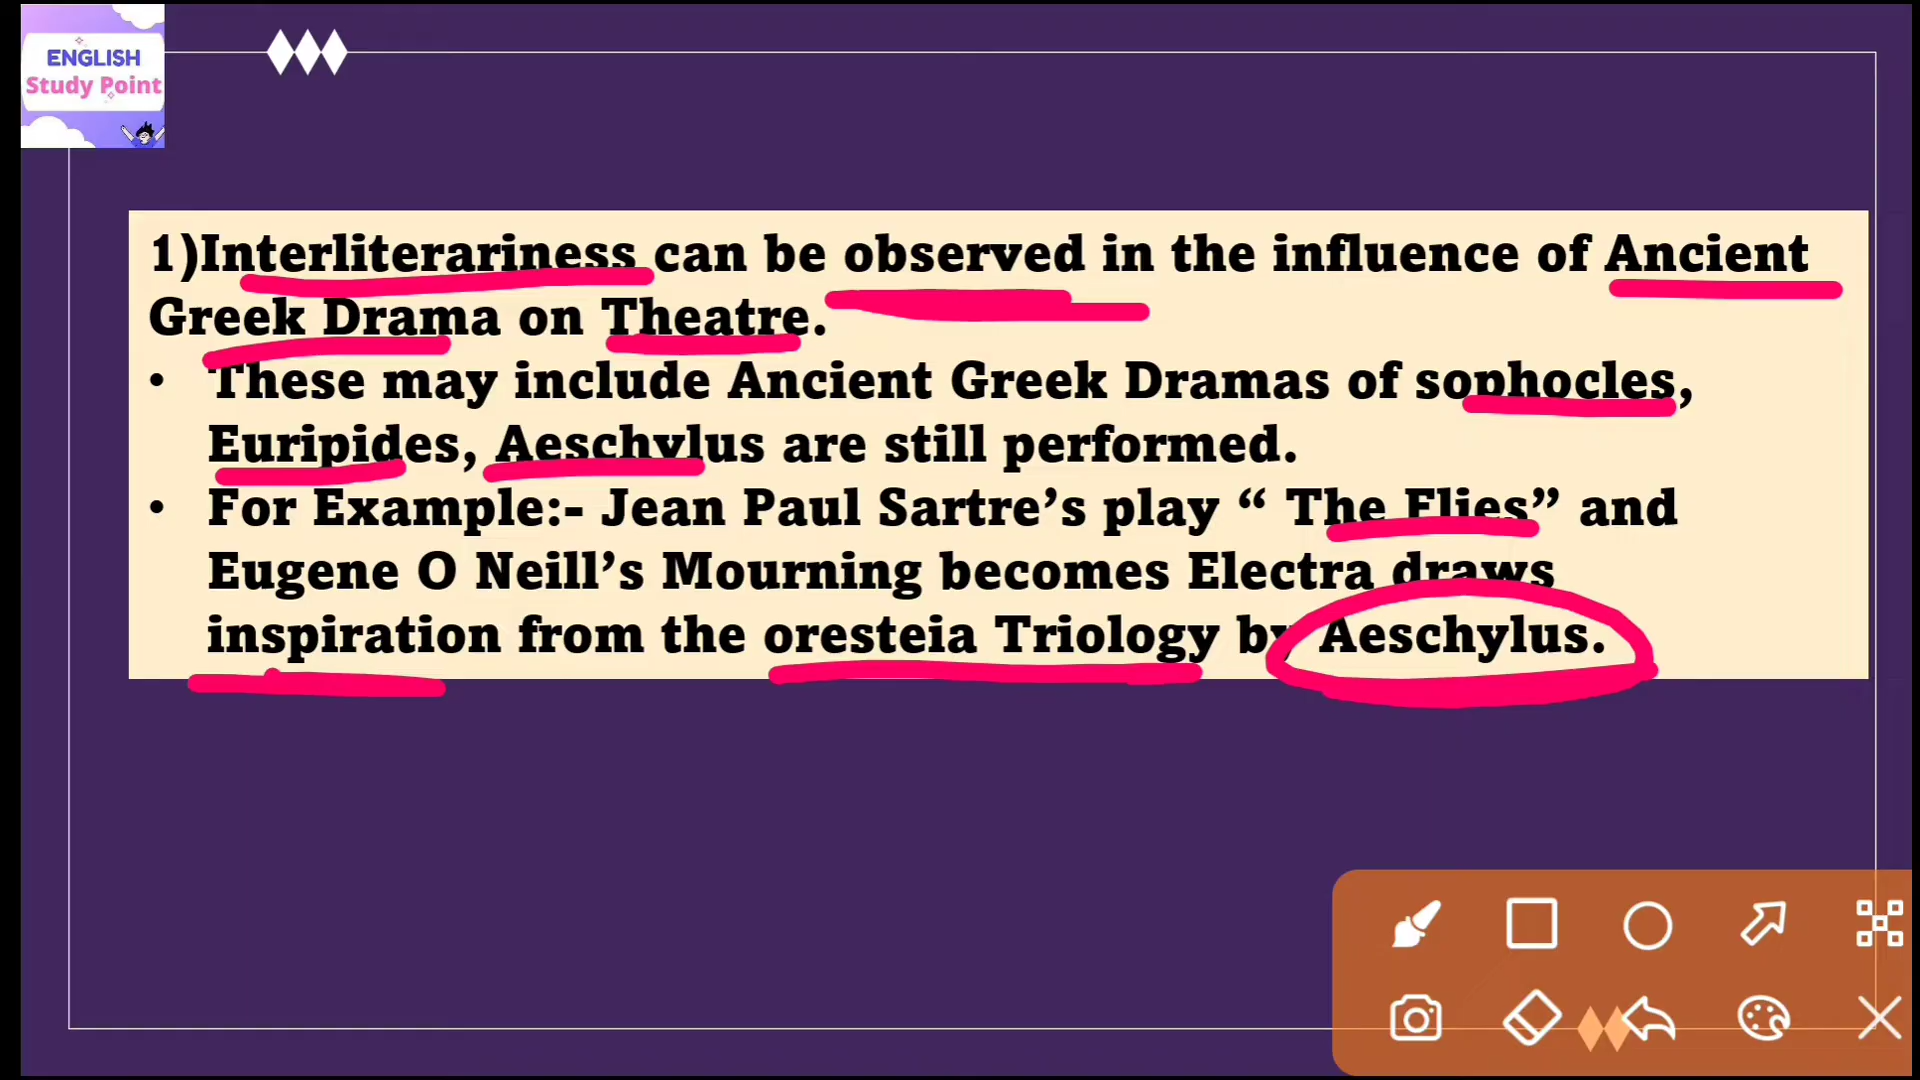 ENGLISH
Study Point
1)Interliterariness can be observed in the influence of Ancient
Greek Drama on Theatre.
• These may include Ancient Greek Dramas of sophocles,
Euripides, Aeschylus are still performed.
• For Example:- Jean Paul Sartre’s play “ The Flies” and
Eugene O Neill’s Mourning becomes Electra draws
inspiration from the oresteia Triology by Aeschylus.